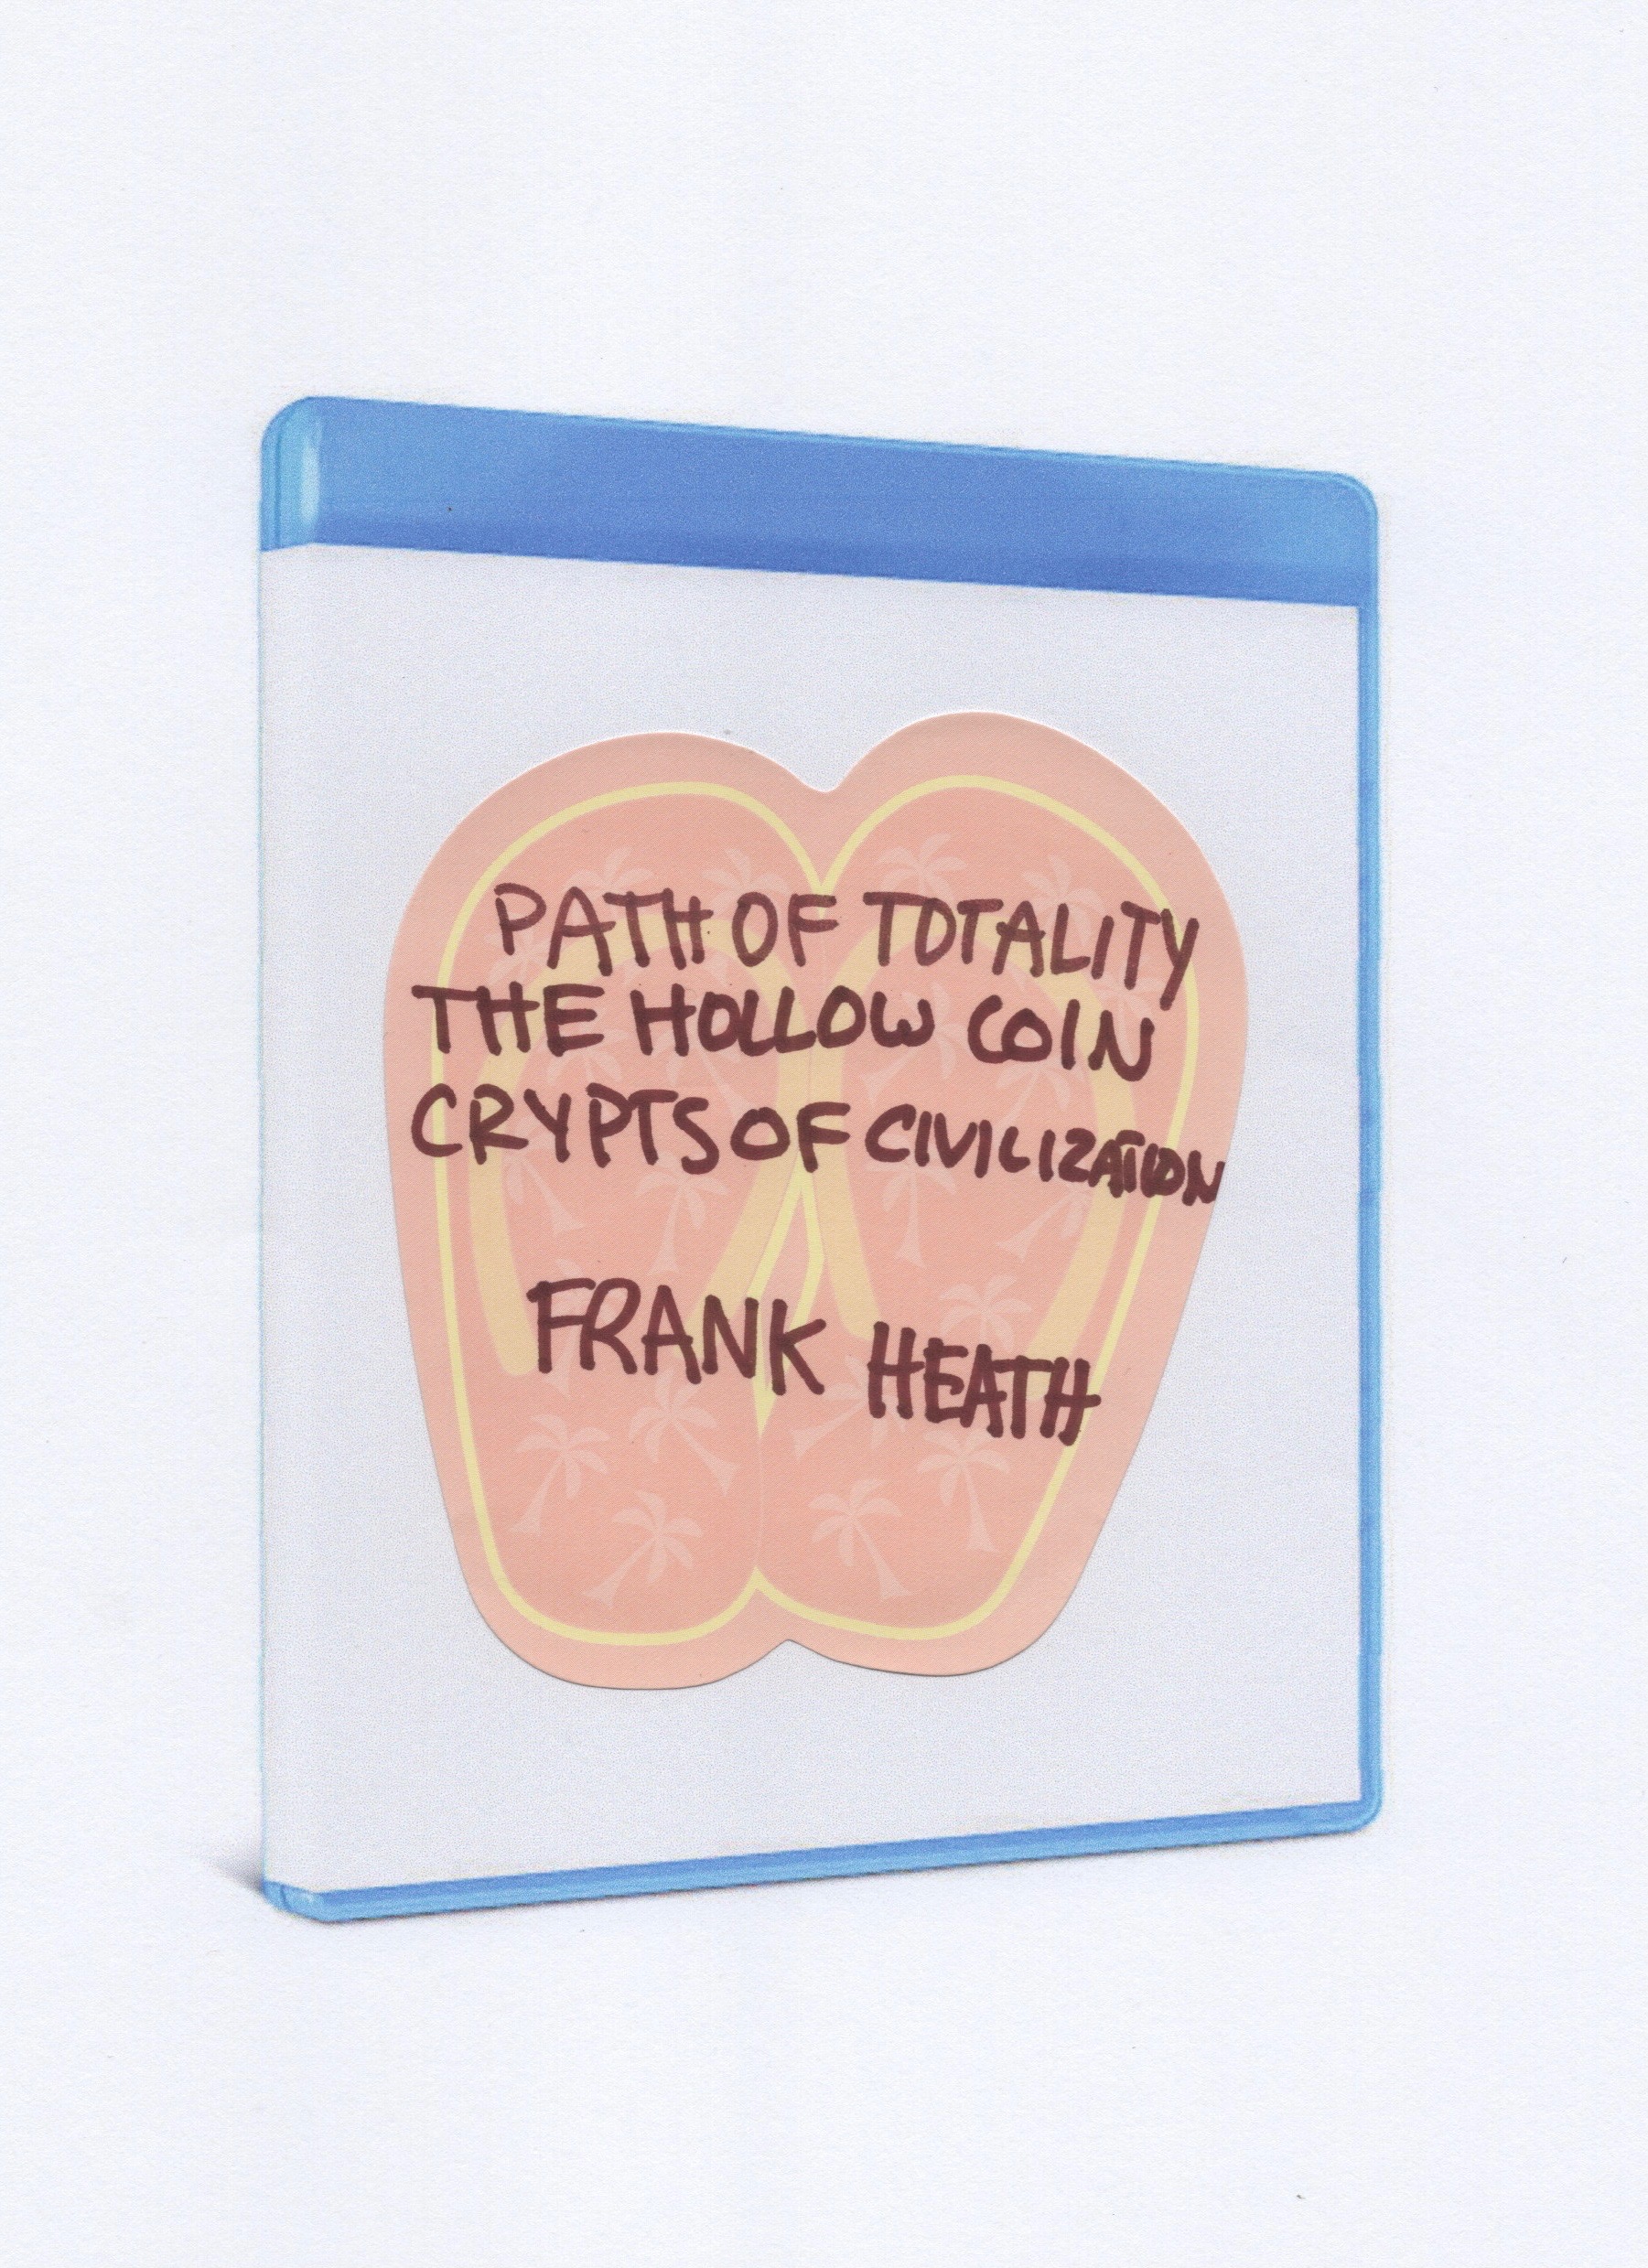 PATH OF TOTALITY
THE HOLLOW COIN
CRYPTS OF CIVILIZATION
FRANK HEATH